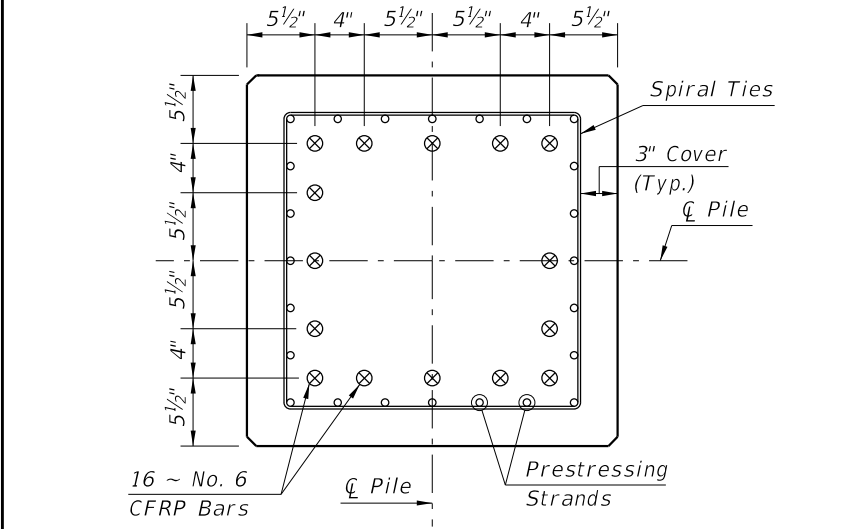 5½" 4" 5½" 5½" 4" 5½"
Spiral Ties
5½"
3" Cover
(Typ.)
4"
℄ Pile
5½"
5½"
4"
5½"
16 ~ No. 6
CFRP Bars
℄ Pile
Prestressing
Strands